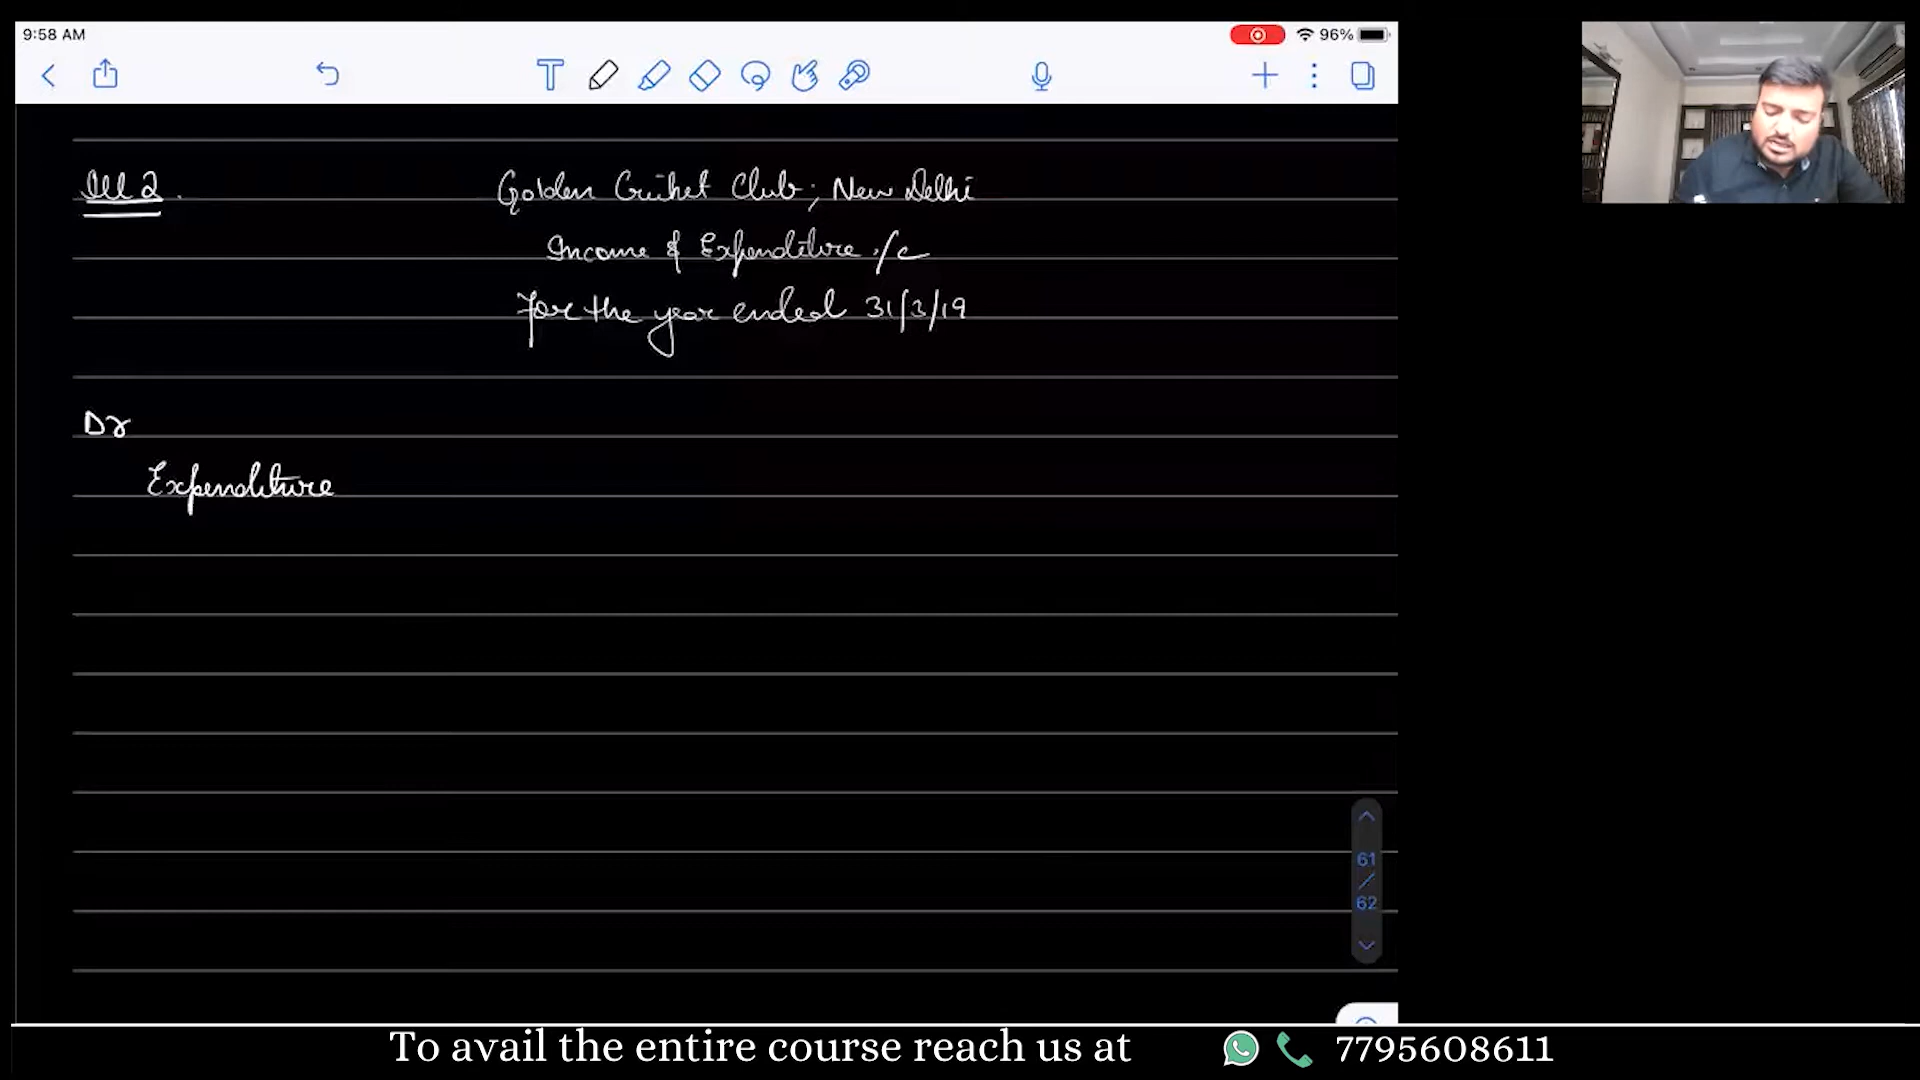 9:58 AM
96%
T
Ill 2.
Golden Cricket Club; New Delhi
Income & Expenditure A/c
for the year ended 31/3/19
Dr
Expenditure
61
/
62
To avail the entire course reach us at 7795608611